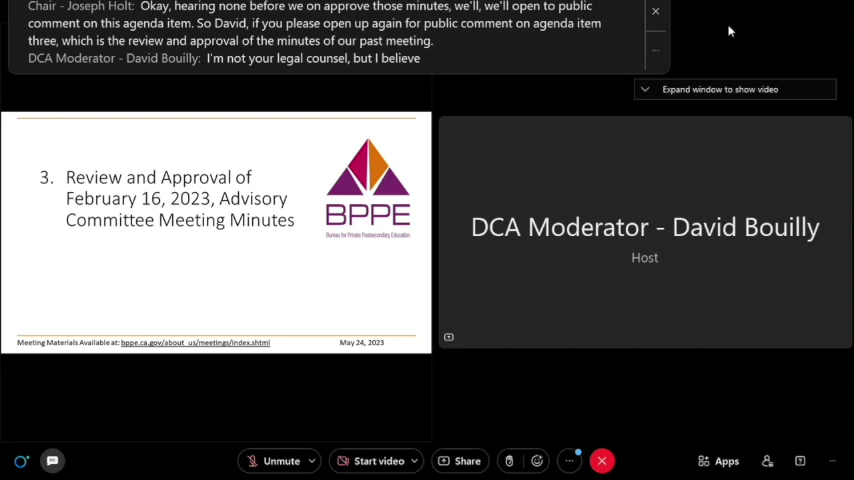 Chair - Joseph Holt: Okay, hearing none before we on approve those minutes, we'll, we'll open to public
comment on this agenda item. So David, if you please open up again for public comment on agenda item
three, which is the review and approval of the minutes of our past meeting.
DCA Moderator - David Bouilly: I'm not your legal counsel, but I believe
Expand window to show video
3. Review and Approval of
February 16, 2023, Advisory
Committee Meeting Minutes
BPPE
Bureau for Private Postsecondary Education
Meeting Materials Available at: bppe.ca.gov/about_us/meetings/index.shtml
May 24, 2023
DCA Moderator - David Bouilly
Host
Unmute
Start video
Share
Apps